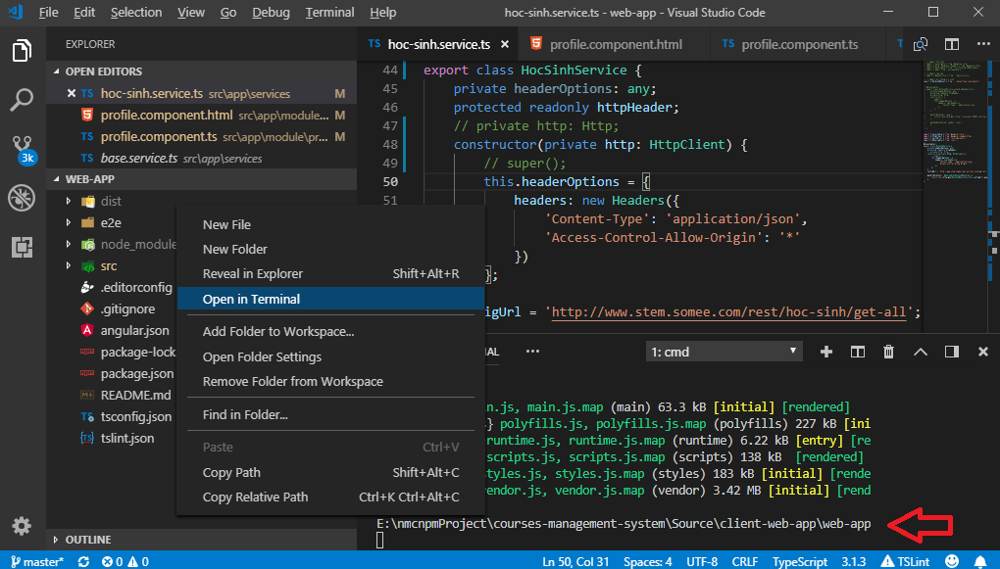 File Edit Selection View Go Debug Terminal Help hoc-sinh.service.ts - web-app - Visual Studio Code
EXPLORER
OPEN EDITORS
TS hoc-sinh.service.ts src\app\services M
profile.component.html src\app\module... M
TS profile.component.ts src\app\module\pr... M
TS base.service.ts src\app\services
3k
WEB-APP
dist
e2e
node_module
src
.editorconfig
.gitignore
angular.json
package-lock
package.json
README.md
tsconfig.json
tslint.json
OUTLINE
New File
New Folder
Reveal in Explorer Shift+Alt+R
Open in Terminal
Add Folder to Workspace...
Open Folder Settings
Remove Folder from Workspace
Find in Folder...
Paste Ctrl+V
Copy Path Shift+Alt+C
Copy Relative Path Ctrl+K Ctrl+Alt+C
TS hoc-sinh.service.ts profile.component.html TS profile.component.ts
44 export class HocSinhService {
45 private headerOptions: any;
46 protected readonly httpHeader;
47 // private http: Http;
48 constructor(private http: HttpClient) {
49 // super();
50 this.headerOptions = {
51 headers: new Headers({
'Content-Type': 'application/json',
'Access-Control-Allow-Origin': '*'
})
};
igUrl = 'http://www.stem.somee.com/rest/hoc-sinh/get-all';
AL ... 1: cmd
n.js, main.js.map (main) 63.3 kB [initial] [rendered]
} polyfills.js, polyfills.js.map (polyfills) 227 kB [ini
runtime.js, runtime.js.map (runtime) 6.22 kB [entry] [re
scripts.js, scripts.js.map (scripts) 138 kB [rendered]
tyles.js, styles.js.map (styles) 183 kB [initial] [rende
endor.js, vendor.js.map (vendor) 3.42 MB [initial] [rend
E:\nmcnpmProject\courses-management-system\Source\client-web-app\web-app
master* 0 0 Ln 50, Col 31 Spaces: 4 UTF-8 CRLF TypeScript 3.1.3 TSLint